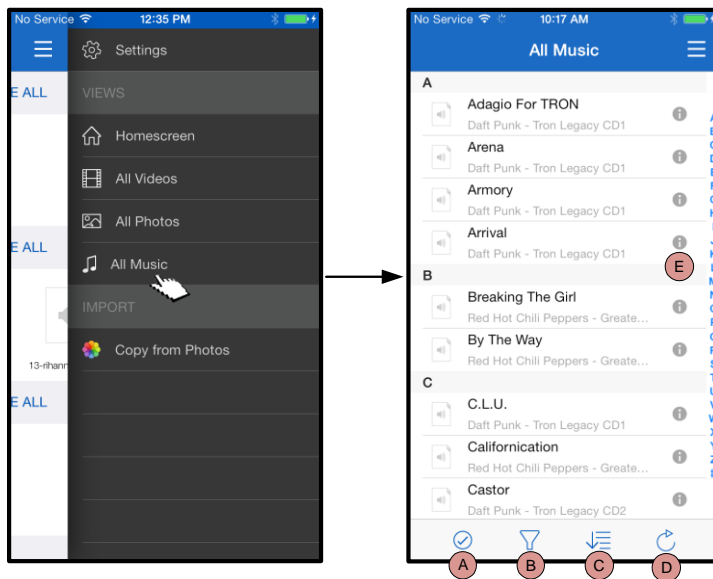 No Service 12:35 PM
Settings
E ALL
VIEWS
Homescreen
All Videos
All Photos
E ALL
All Music
IMPORT
Copy from Photos
13-rihanr
E ALL
No Service 10:17 AM
All Music
A
Adagio For TRON
Daft Punk - Tron Legacy CD1
Arena
Daft Punk - Tron Legacy CD1
Armory
Daft Punk - Tron Legacy CD1
Arrival
Daft Punk - Tron Legacy CD1
E
B
Breaking The Girl
Red Hot Chili Peppers - Greate...
By The Way
Red Hot Chili Peppers - Greate...
C
C.L.U.
Daft Punk - Tron Legacy CD1
Californication
Red Hot Chili Peppers - Greate...
Castor
Daft Punk - Tron Legacy CD2
A B C D